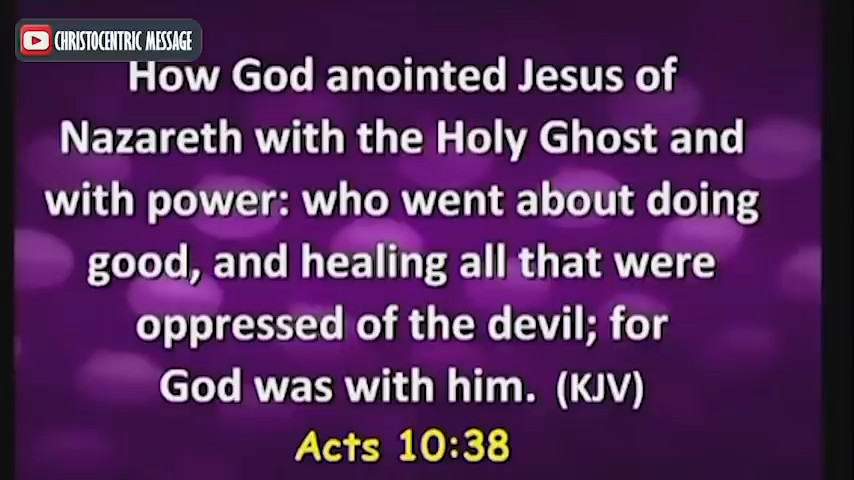 CHRISTOCENTRIC MESSAGE
How God anointed Jesus of
Nazareth with the Holy Ghost and
with power: who went about doing
good, and healing all that were
oppressed of the devil; for
God was with him. (KJV)
Acts 10:38